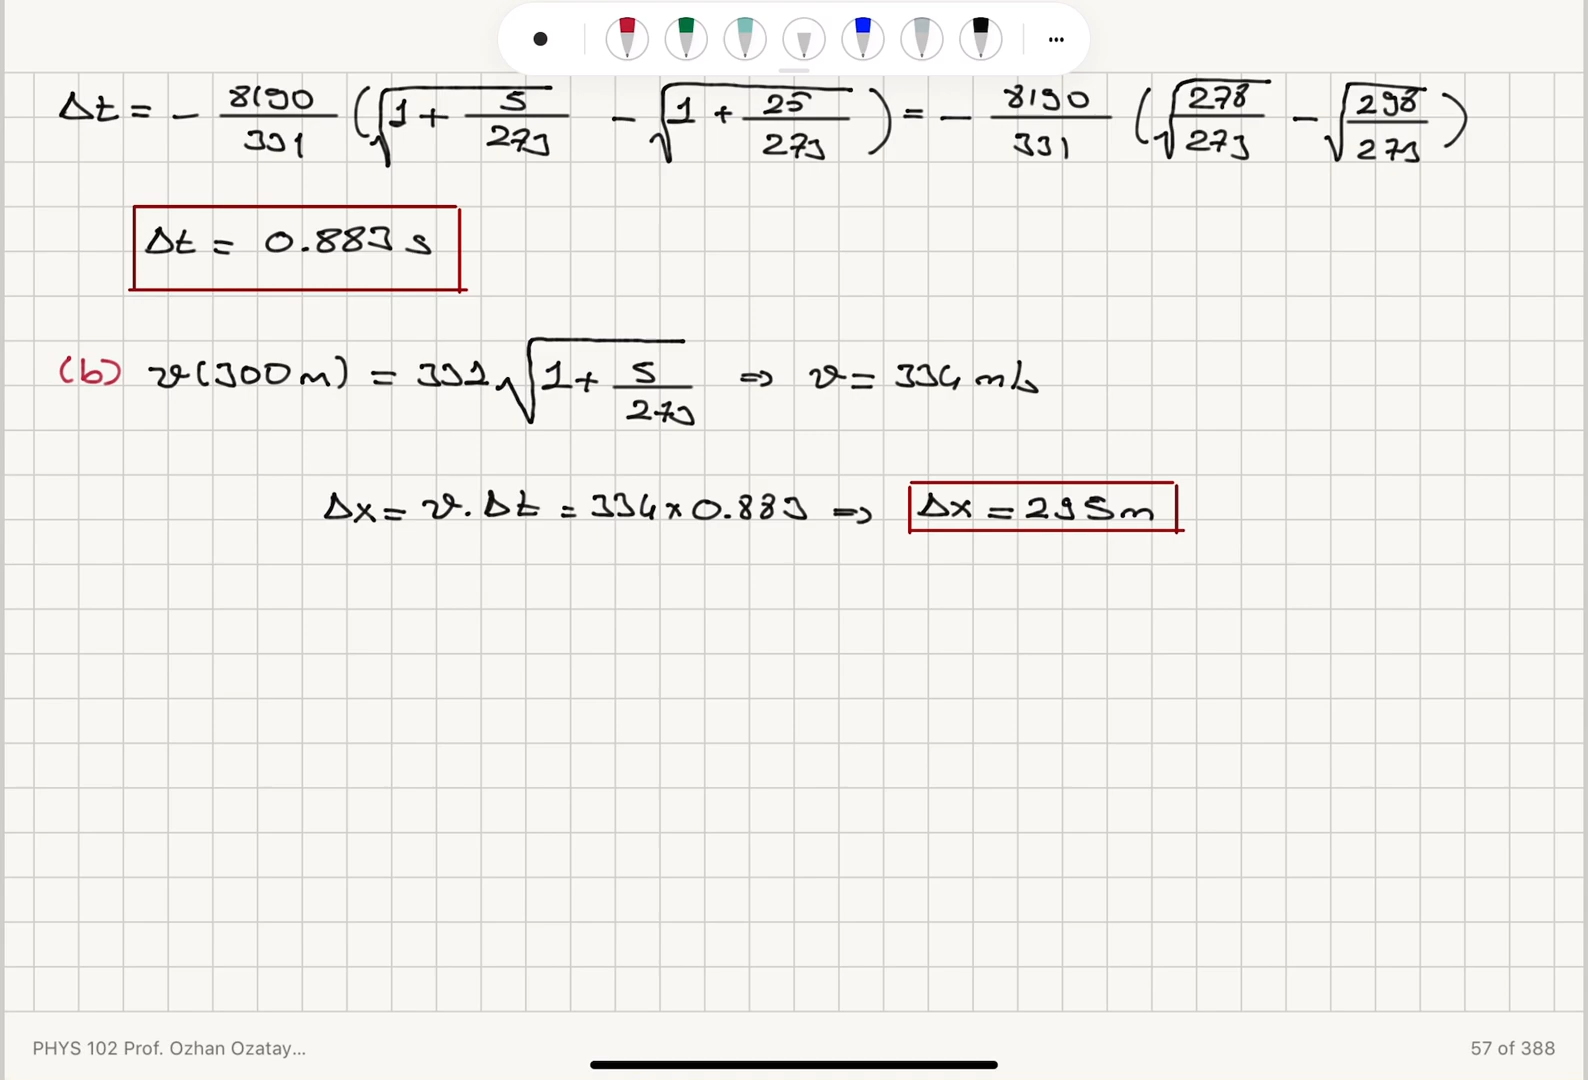 Δt = - 8190/331 (√(1 + 5/273) - √(1 + 25/273)) = - 8190/331 (√(278/273) - √(298/273))
Δt = 0.883 s
(b) v(300 m) = 331 √(1 + 5/273) ⇒ v = 334 m/s
Δx = v . Δt = 334 x 0.883 ⇒ Δx = 295 m
PHYS 102 Prof. Ozhan Ozatay...
57 of 388